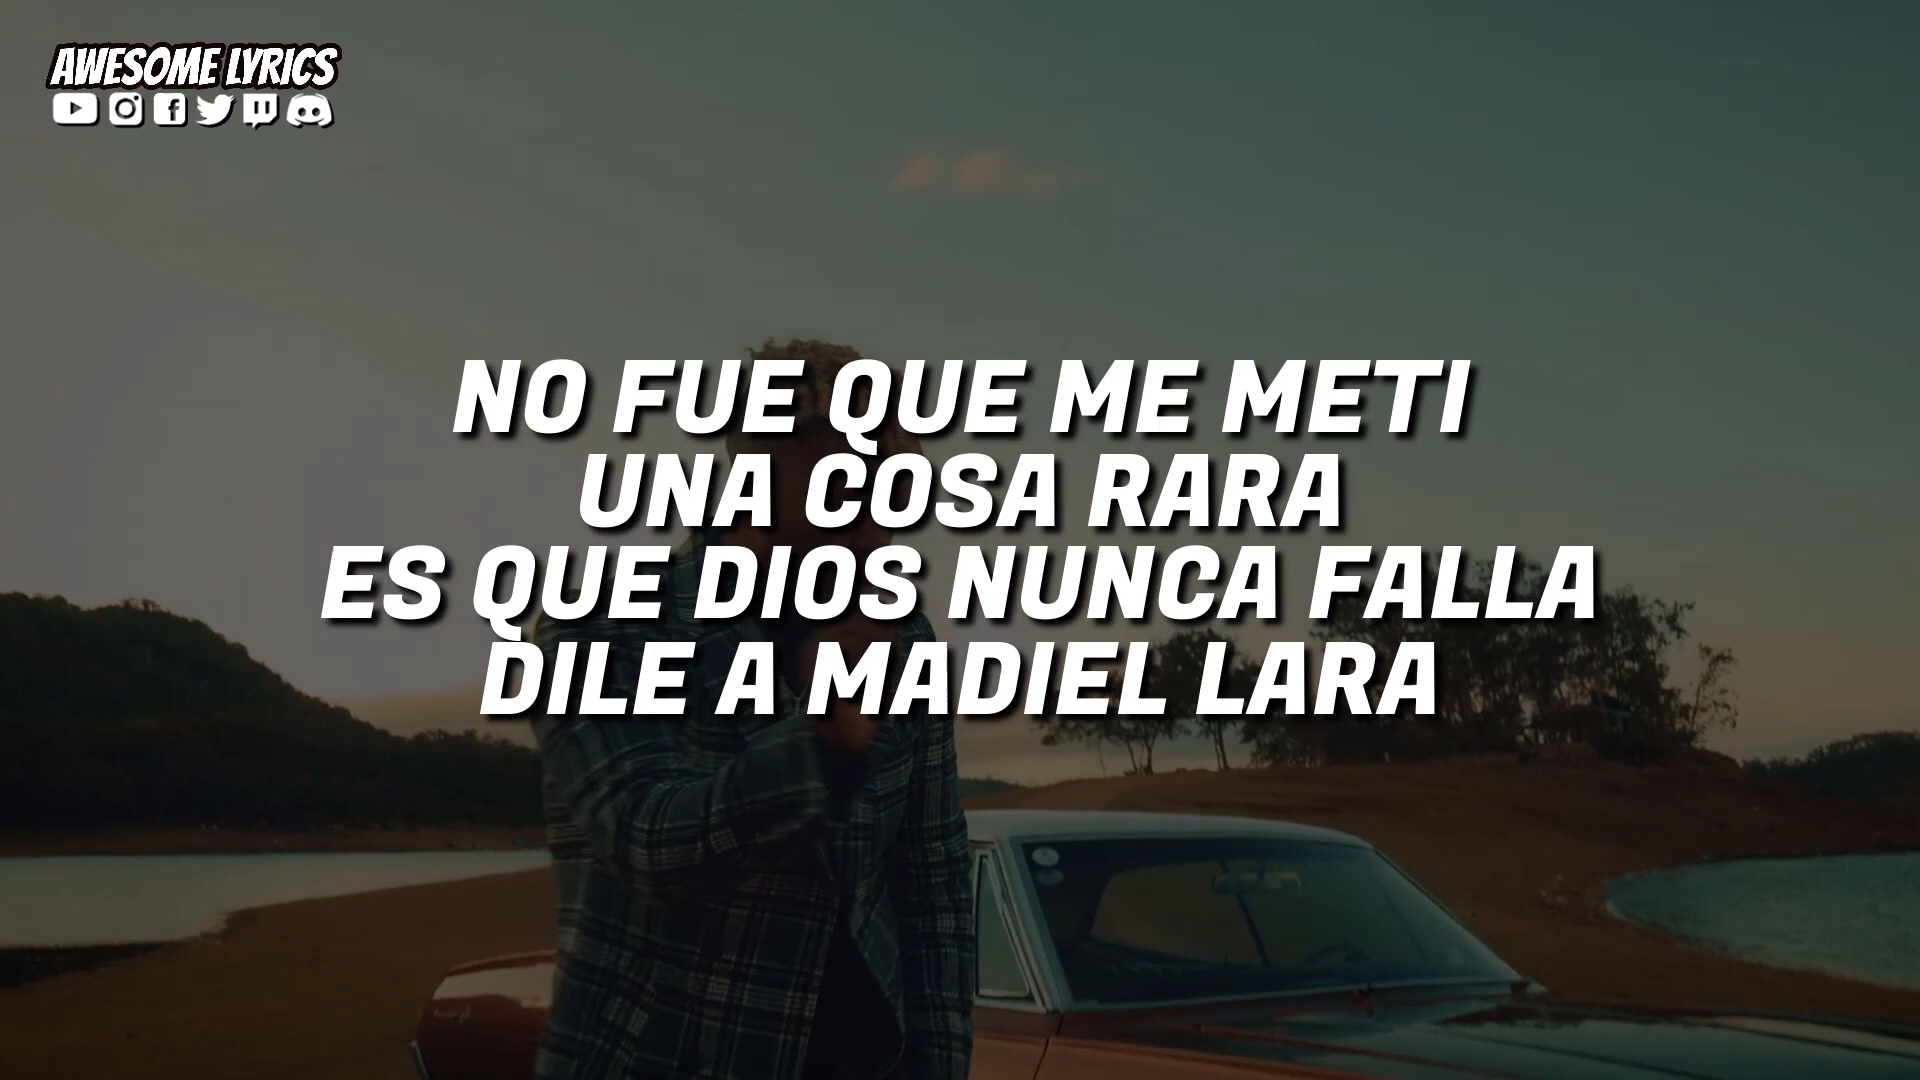 AWESOME LYRICS
NO FUE QUE ME METI
UNA COSA RARA
ES QUE DIOS NUNCA FALLA
DILE A MADIEL LARA